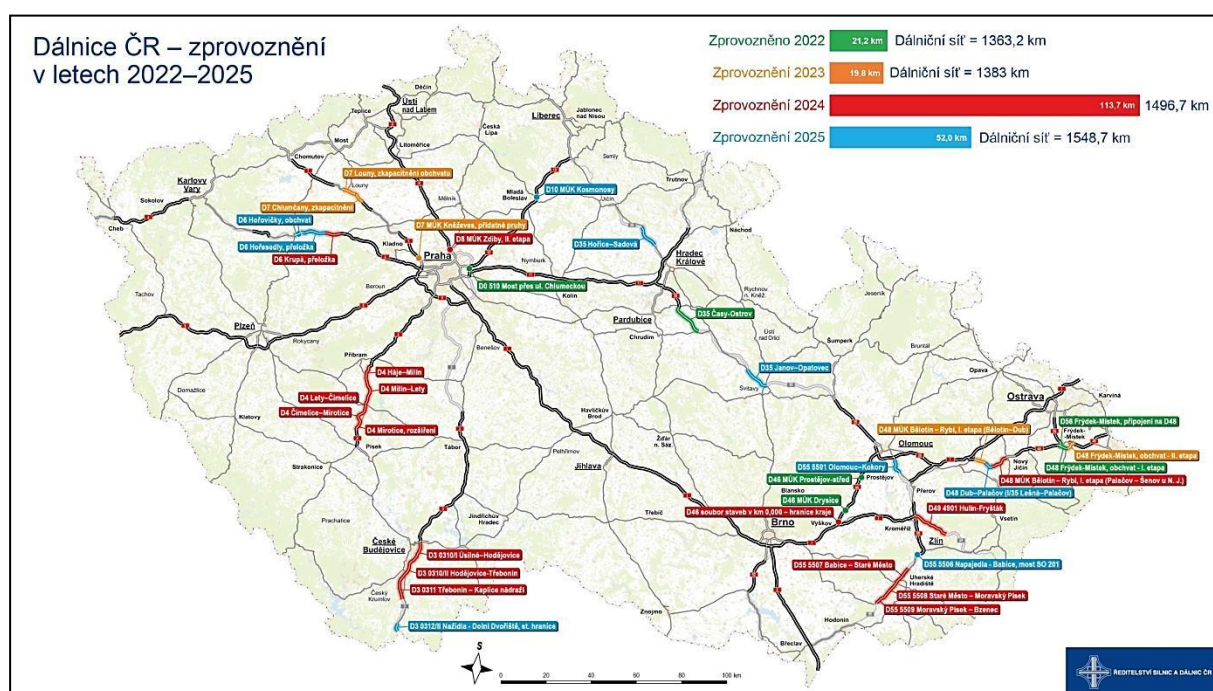 Dálnice ČR – zprovoznění
v letech 2022–2025
Zprovozněno 2022
21,2 km
Dálniční síť = 1363,2 km
Zprovoznění 2023
19,8 km
Dálniční síť = 1383 km
Zprovoznění 2024
113,7 km
1496,7 km
Zprovoznění 2025
52,0 km
Dálniční síť = 1548,7 km
Děčín
Ústí
nad Labem
Teplice
Most
Litoměřice
Chomutov
Česká
Lípa
Liberec
Jablonec
nad Nisou
Semily
Trutnov
Karlovy
Vary
Sokolov
Cheb
Louny
D7 Louny, zkapacitnění obchvatu
D7 Chlumčany, zkapacitnění
Mělník
Mladá
Boleslav
D10 MÚK Kosmonosy
Jičín
D6 Hořovičky, obchvat
D6 Hořesedly, přeložka
D6 Krupá, přeložka
D7 MÚK Kněževes, přídatné pruhy
D8 MÚK Zdiby, II. etapa
Kladno
Praha
D35 Hořice–Sadová
Náchod
Hradec
Králové
Nymburk
D0 510 Most přes ul. Chlumeckou
Kolín
Beroun
Rychnov
n. Kněž.
Tachov
Plzeň
Rokycany
Pardubice
D35 Časy-Ostrov
Chrudim
Ústí
nad Orlicí
Jeseník
Šumperk
Bruntál
Benešov
Příbram
D4 Háje–Milín
D4 Milín–Lety
D4 Lety–Čimelice
D4 Čimelice–Mirotice
D4 Mirotice, rozšíření
Domažlice
Klatovy
Písek
Tábor
Strakonice
Prachatice
D35 Janov–Opatovec
Svitavy
Opava
Ostrava
Karviná
Havlíčkův
Brod
Žďár
n. Sáz.
Pelhřimov
Jihlava
D48 MÚK Bělotín – Rybí, I. etapa (Bělotín–Dub)
D56 Frýdek-Místek, připojení na D48
Frýdek-
Místek
D48 Frýdek-Místek, obchvat - II. etapa
D48 Frýdek-Místek, obchvat - I. etapa
Olomouc
Nový
Jičín
D48 MÚK Bělotín – Rybí, I. etapa (Palačov – Šenov u N. J.)
D55 5501 Olomouc–Kokory
D48 Dub–Palačov (I/35 Lešná–Palačov)
D46 MÚK Prostějov-střed
Prostějov
Přerov
Blansko
D46 MÚK Drysice
D46 soubor staveb v km 0,000 – hranice kraje
Vyškov
D49 4901 Hulín-Fryšták
Vsetín
Kroměříž
Zlín
Třebíč
Brno
Jindřichův
Hradec
České
Budějovice
D3 0310/I Úsilné–Hodějovice
D3 0310/II Hodějovice-Třebonín
D3 0311 Třebonín – Kaplice nádraží
Český
Krumlov
D3 0312/II Nažidla - Dolní Dvořiště, st. hranice
D55 5506 Napajedla - Babice, most SO 201
D55 5507 Babice – Staré Město
Uherské
Hradiště
D55 5508 Staré Město – Moravský Písek
D55 5509 Moravský Písek – Bzenec
Hodonín
Znojmo
Břeclav
S
0 20 40 60 80 100 km
ŘEDITELSTVÍ SILNIC A DÁLNIC ČR